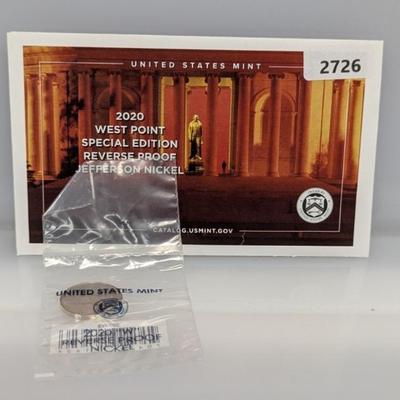 UNITED STATES MINT
2726
2020
WEST POINT
SPECIAL EDITION
REVERSE PROOF
JEFFERSON NICKEL
CATALOG.USMINT.GOV
UNITED STATES MINT
2020 "W"
REVERSE PROOF
NICKEL